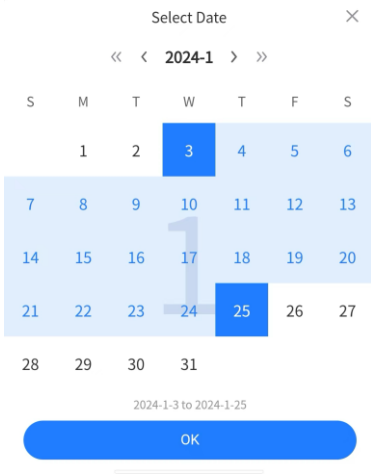 Select Date ×
« ‹ 2024-1 › »
S M T W T F S
1 2 3 4 5 6
7 8 9 10 11 12 13
14 15 16 17 18 19 20
21 22 23 24 25 26 27
28 29 30 31
1
2024-1-3 to 2024-1-25
OK